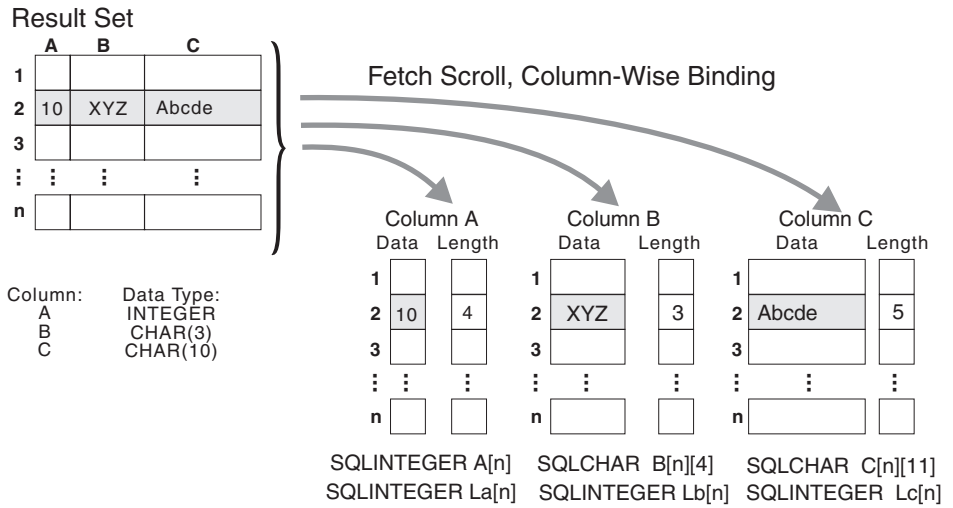 Result Set
A B C
1
2 10 XYZ Abcde
3
⋮ ⋮ ⋮ ⋮
n
Fetch Scroll, Column-Wise Binding
Column: Data Type:
A INTEGER
B CHAR(3)
C CHAR(10)
Column A
Data Length
1
2 10 4
3
⋮ ⋮ ⋮
n
SQLINTEGER A[n]
SQLINTEGER La[n]
Column B
Data Length
1
2 XYZ 3
3
⋮ ⋮ ⋮
n
SQLCHAR B[n][4]
SQLINTEGER Lb[n]
Column C
Data Length
1
2 Abcde 5
3
⋮ ⋮ ⋮
n
SQLCHAR C[n][11]
SQLINTEGER Lc[n]